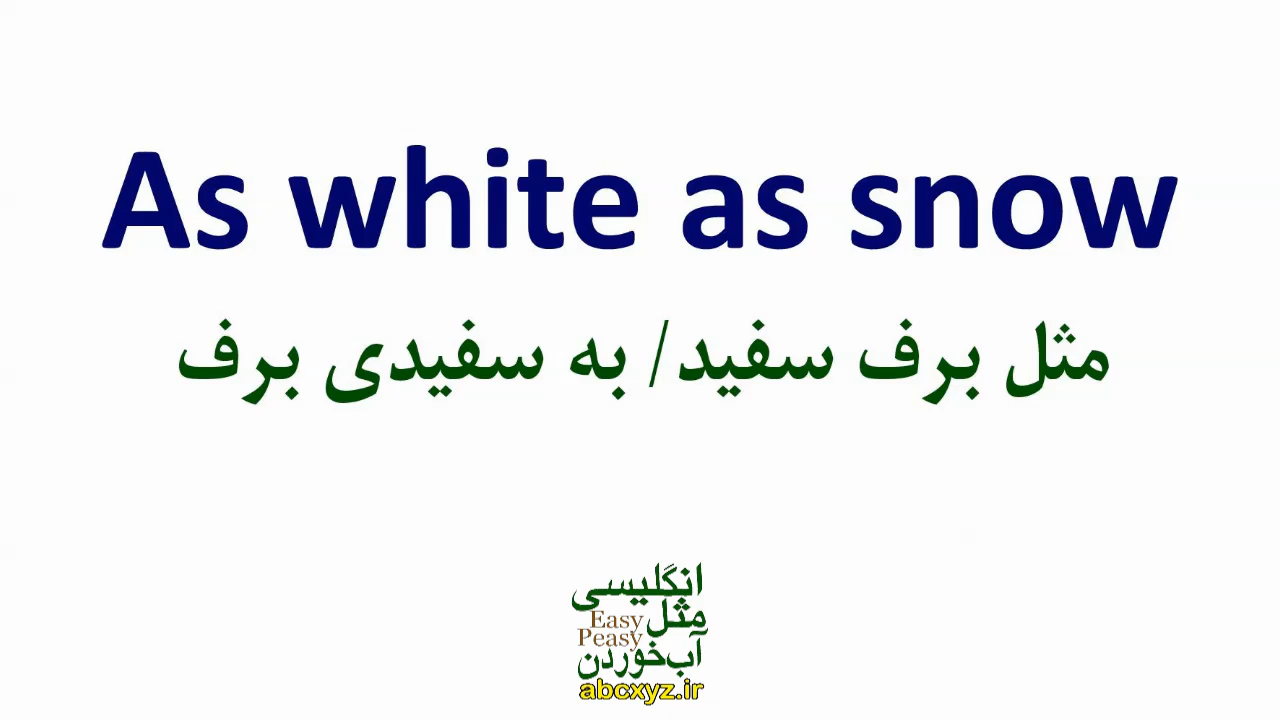 As white as snow
مثل برف سفید/ به سفیدی برف
انگلیسی
مثل
Easy
Peasy
آب‌خوردن
abcxyz.ir